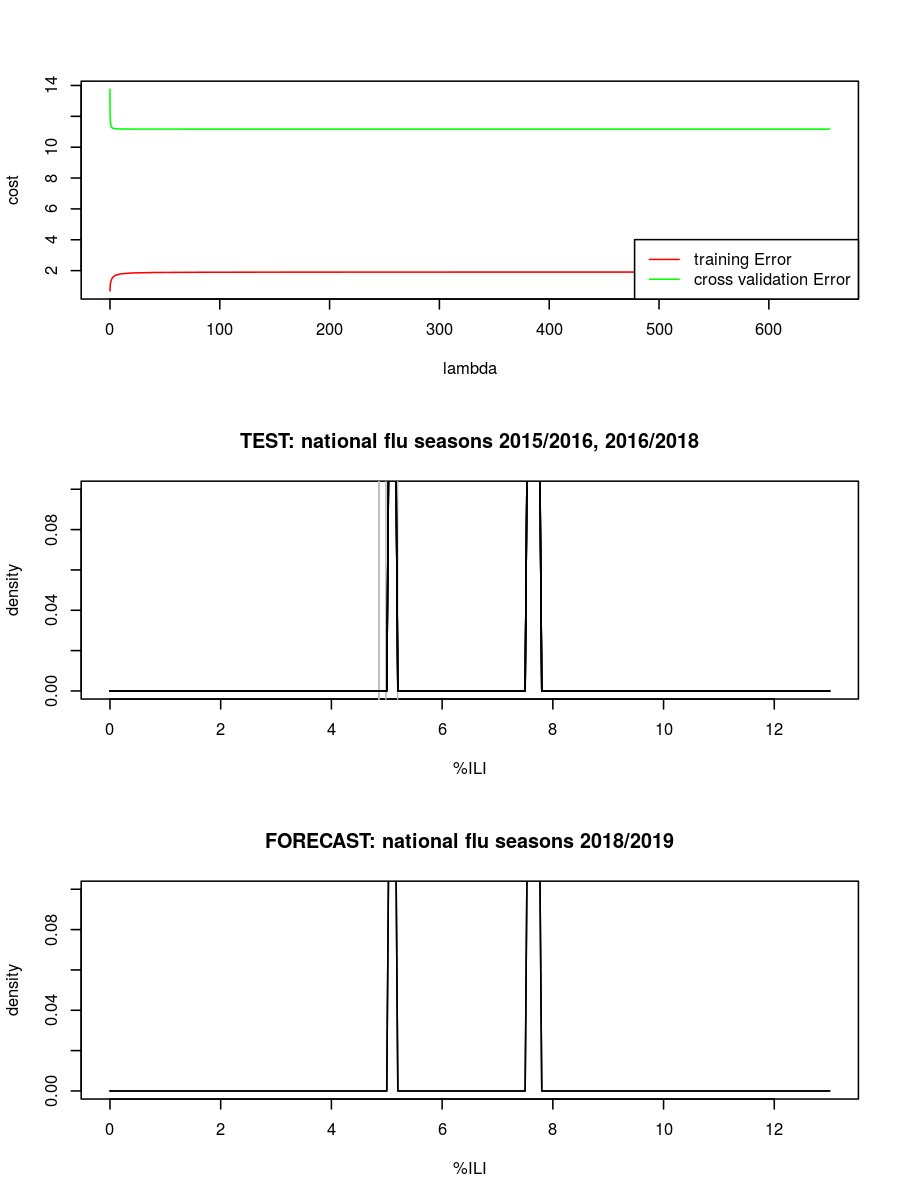 14
10
8
6
4
2
cost
training Error
cross validation Error
0 100 200 300 400 500 600
lambda
TEST: national flu seasons 2015/2016, 2016/2018
0.08
0.04
0.00
density
0 2 4 6 8 10 12
%ILI
FORECAST: national flu seasons 2018/2019
0.08
0.04
0.00
density
0 2 4 6 8 10 12
%ILI